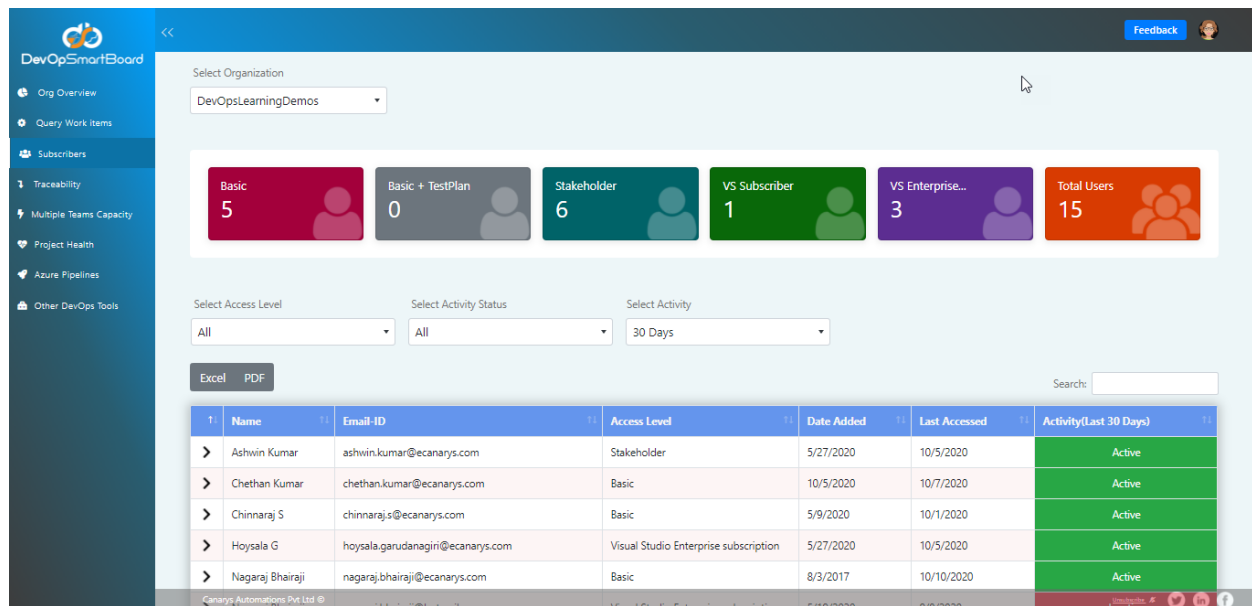 DevOpSmartBoard
Feedback
Org Overview
Query Work items
Subscribers
Traceability
Multiple Teams Capacity
Project Health
Azure Pipelines
Other DevOps Tools
Select Organization
DevOpsLearningDemos
Basic
5
Basic + TestPlan
0
Stakeholder
6
VS Subscriber
1
VS Enterprise...
3
Total Users
15
Select Access Level Select Activity Status Select Activity
All All 30 Days
Excel PDF Search:
Name Email-ID Access Level Date Added Last Accessed Activity(Last 30 Days)
Ashwin Kumar ashwin.kumar@ecanarys.com Stakeholder 5/27/2020 10/5/2020 Active
Chethan Kumar chethan.kumar@ecanarys.com Basic 10/5/2020 10/7/2020 Active
Chinnaraj S chinnaraj.s@ecanarys.com Basic 5/9/2020 10/1/2020 Active
Hoysala G hoysala.garudanagiri@ecanarys.com Visual Studio Enterprise subscription 5/27/2020 10/5/2020 Active
Nagaraj Bhairaji nagaraj.bhairaji@ecanarys.com Basic 8/3/2017 10/10/2020 Active
Canarys Automations Pvt Ltd © Unsubscribe